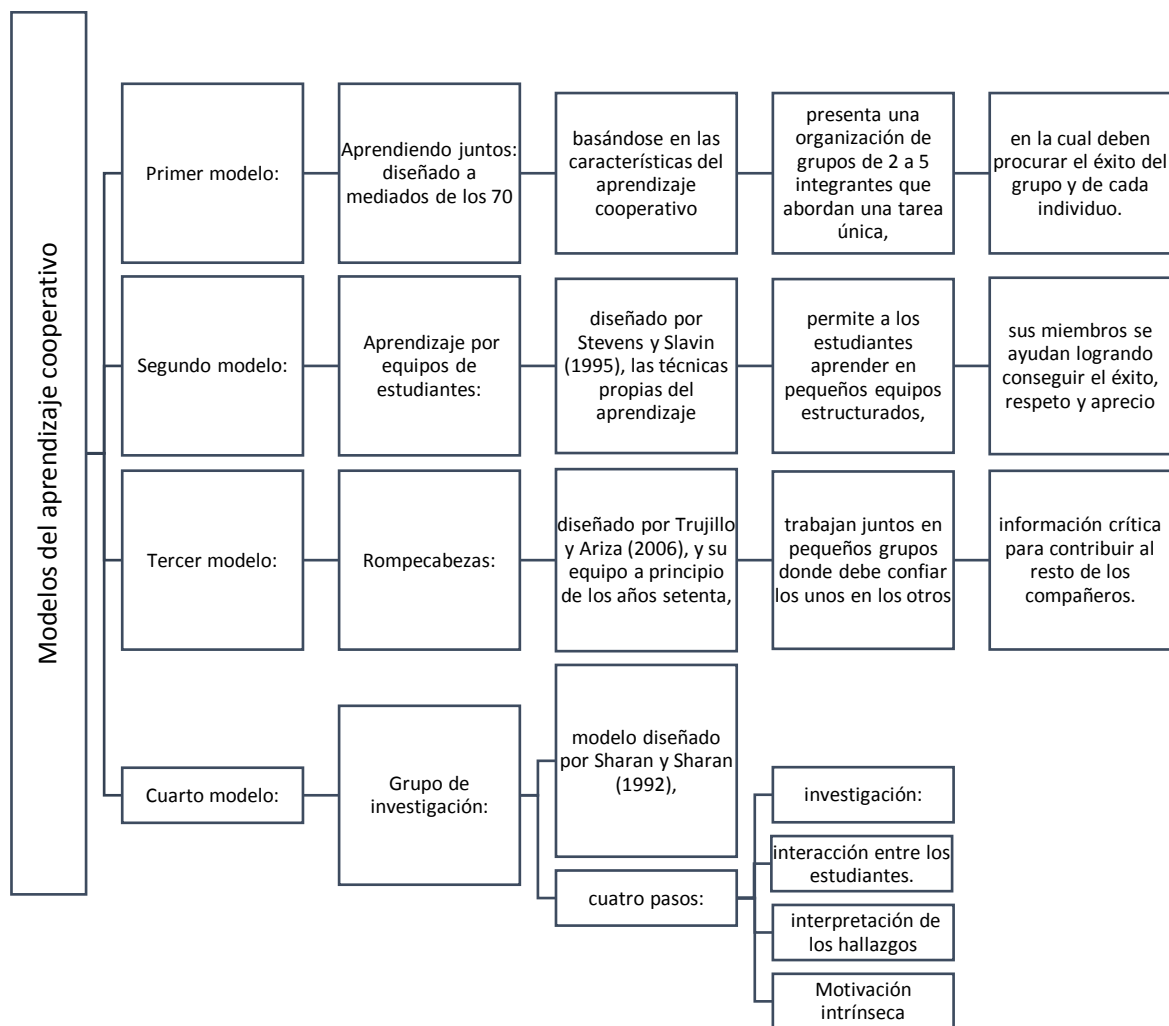 Modelos del aprendizaje cooperativo
Primer modelo:
Aprendiendo juntos:
diseñado a
mediados de los 70
basándose en las
características del
aprendizaje
cooperativo
presenta una
organización de
grupos de 2 a 5
integrantes que
abordan una tarea
única,
en la cual deben
procurar el éxito del
grupo y de cada
individuo.
Segundo modelo:
Aprendizaje por
equipos de
estudiantes:
diseñado por
Stevens y Slavin
(1995), las técnicas
propias del
aprendizaje
permite a los
estudiantes
aprender en
pequeños equipos
estructurados,
sus miembros se
ayudan logrando
conseguir el éxito,
respeto y aprecio
Tercer modelo:
Rompecabezas:
diseñado por Trujillo
y Ariza (2006), y su
equipo a principio
de los años setenta,
trabajan juntos en
pequeños grupos
donde debe confiar
los unos en los otros
información crítica
para contribuir al
resto de los
compañeros.
Cuarto modelo:
Grupo de
investigación:
modelo diseñado
por Sharan y Sharan
(1992),
cuatro pasos:
investigación:
interacción entre los
estudiantes.
interpretación de
los hallazgos
Motivación
intrínseca